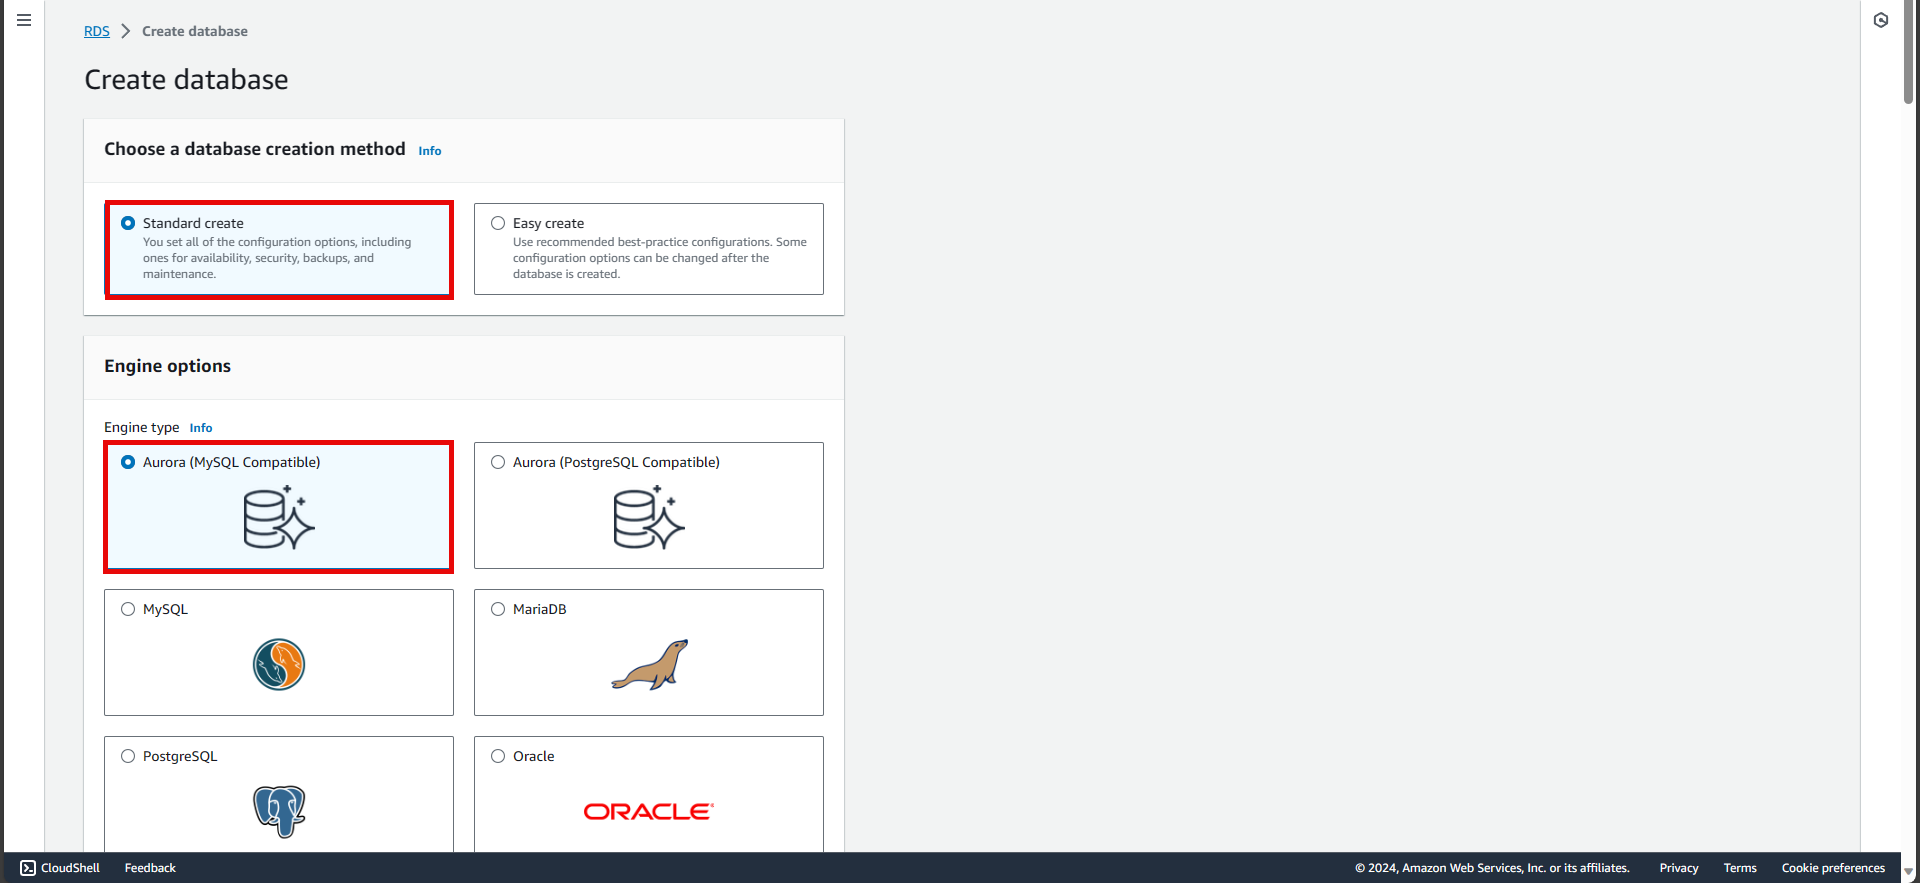 RDS > Create database
Create database
Choose a database creation method Info
Standard create
You set all of the configuration options, including
ones for availability, security, backups, and
maintenance.
Easy create
Use recommended best-practice configurations. Some
configuration options can be changed after the
database is created.
Engine options
Engine type Info
Aurora (MySQL Compatible)
Aurora (PostgreSQL Compatible)
MySQL
MariaDB
PostgreSQL
Oracle
ORACLE
CloudShell Feedback © 2024, Amazon Web Services, Inc. or its affiliates. Privacy Terms Cookie preferences